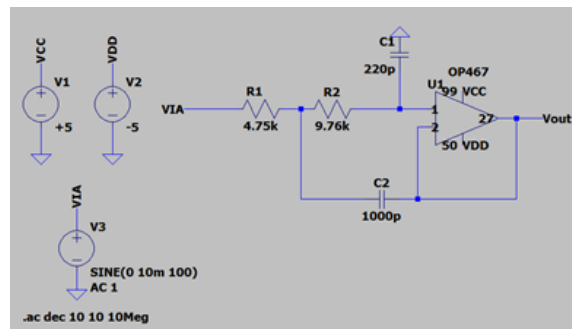 VCC
V1
+5
VDD
V2
-5
VIA
V3
SINE(0 10m 100)
AC 1
.ac dec 10 10 10Meg
VIA
R1
4.75k
R2
9.76k
C1
220p
U1
OP467
99 VCC
1
2
27
50 VDD
Vout
C2
1000p